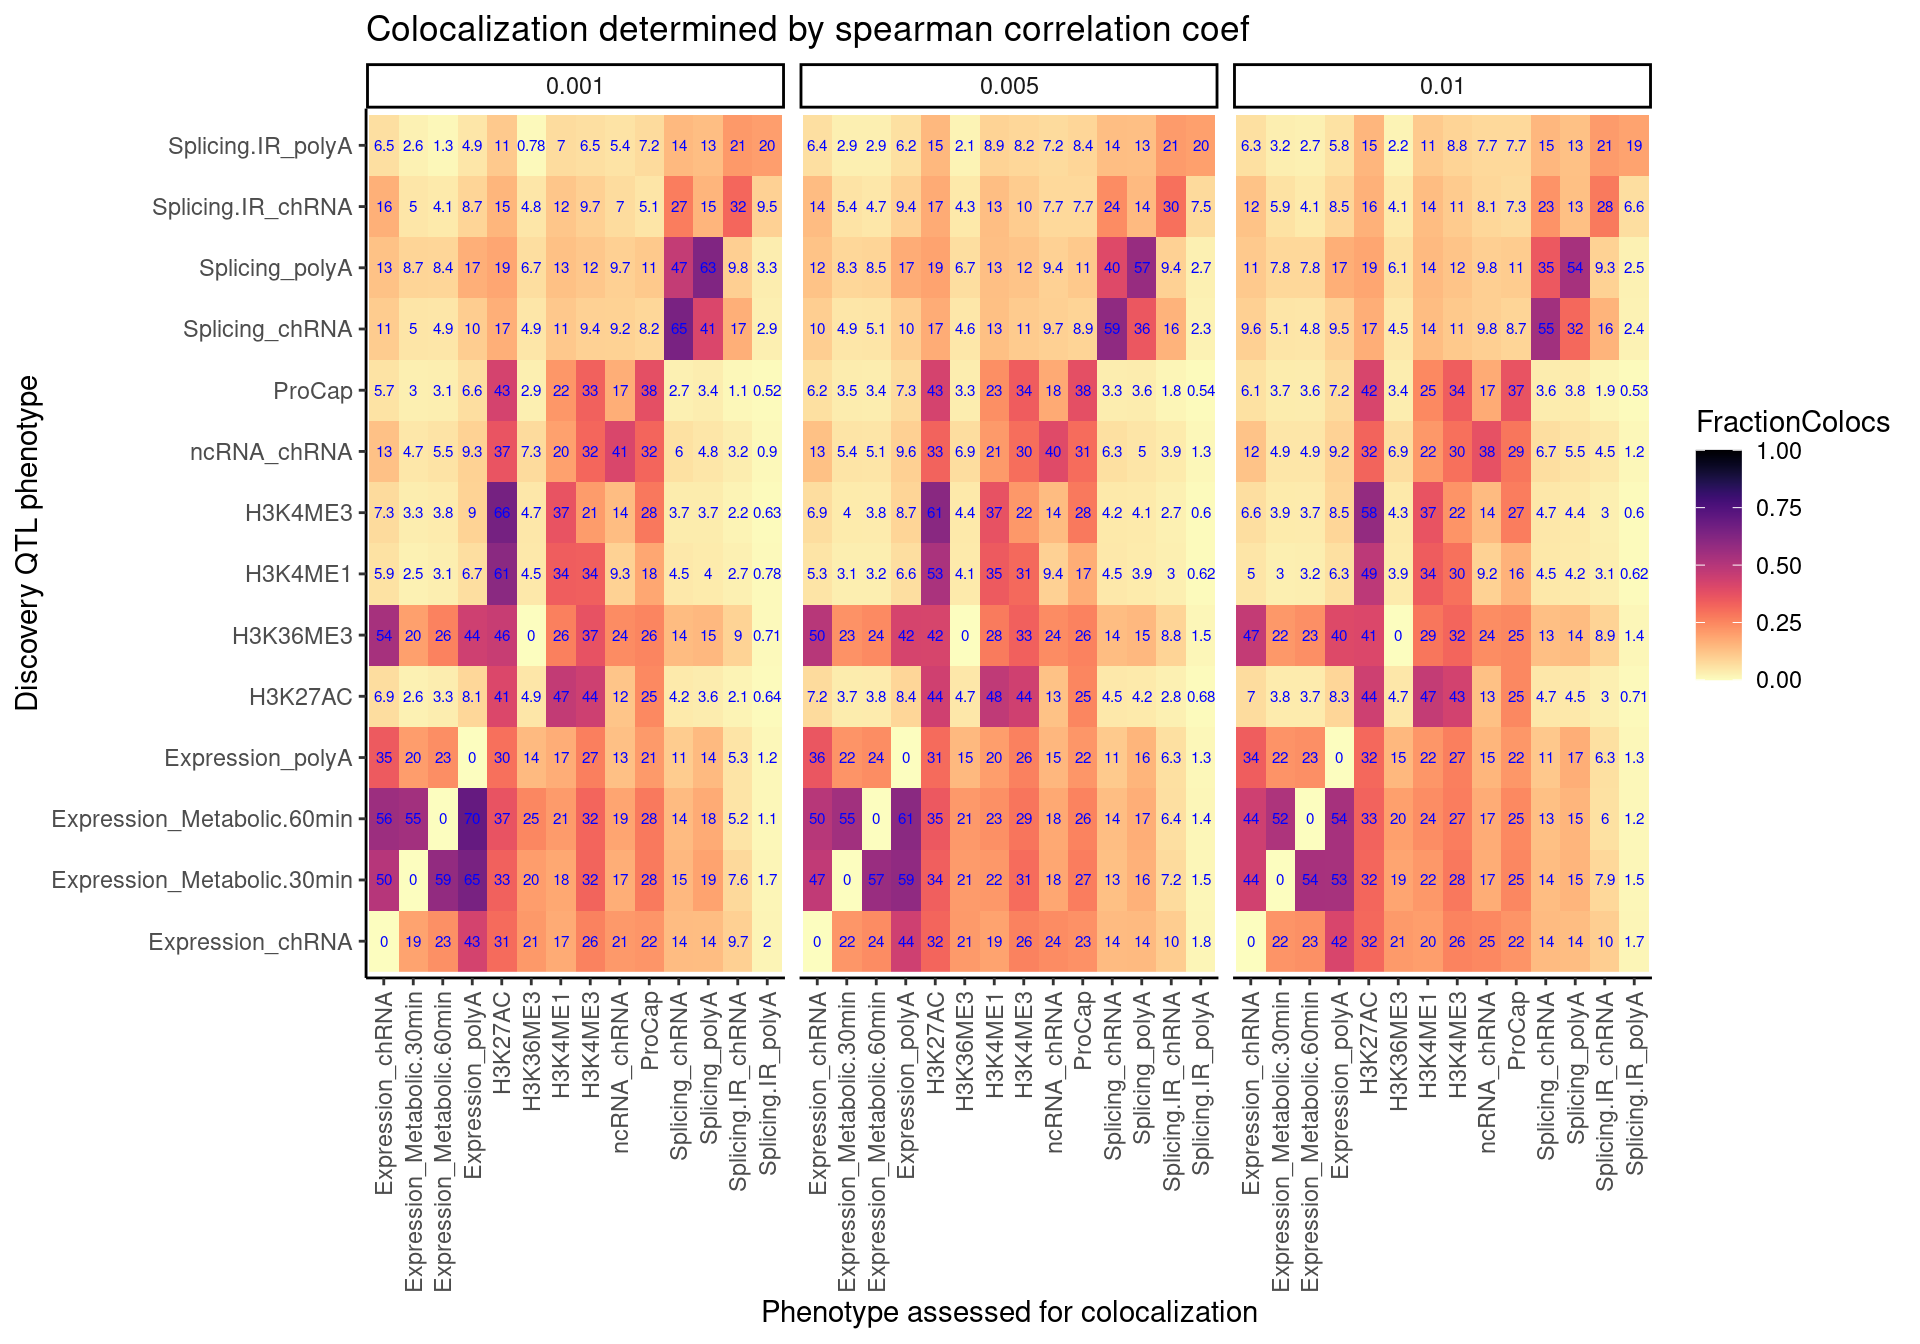 Colocalization determined by spearman correlation coef
0.001 0.005 0.01
Splicing.IR_polyA 6.5 2.6 1.3 4.9 11 0.78 7 6.5 5.4 7.2 14 13 21 20 6.4 2.9 2.9 6.2 15 2.1 8.9 8.2 7.2 8.4 14 13 21 20 6.3 3.2 2.7 5.8 15 2.2 11 8.8 7.7 7.7 15 13 21 19
Splicing.IR_chRNA 16 5 4.1 8.7 15 4.8 12 9.7 7 5.1 27 15 32 9.5 14 5.4 4.7 9.4 17 4.3 13 10 7.7 7.7 24 14 30 7.5 12 5.9 4.1 8.5 16 4.1 14 11 8.1 7.3 23 13 28 6.6
Splicing_polyA 13 8.7 8.4 17 19 6.7 13 12 9.7 11 47 63 9.8 3.3 12 8.3 8.5 17 19 6.7 13 12 9.4 11 40 57 9.4 2.7 11 7.8 7.8 17 19 6.1 14 12 9.8 11 35 54 9.3 2.5
Splicing_chRNA 11 5 4.9 10 17 4.9 11 9.4 9.2 8.2 65 41 17 2.9 10 4.9 5.1 10 17 4.6 13 11 9.7 8.9 59 36 16 2.3 9.6 5.1 4.8 9.5 17 4.5 14 11 9.8 8.7 55 32 16 2.4
ProCap 5.7 3 3.1 6.6 43 2.9 22 33 17 38 2.7 3.4 1.1 0.52 6.2 3.5 3.4 7.3 43 3.3 23 34 18 38 3.3 3.6 1.8 0.54 6.1 3.7 3.6 7.2 42 3.4 25 34 17 37 3.6 3.8 1.9 0.53
ncRNA_chRNA 13 4.7 5.5 9.3 37 7.3 20 32 41 32 6 4.8 3.2 0.9 13 5.4 5.1 9.6 33 6.9 21 30 40 31 6.3 5 3.9 1.3 12 4.9 4.9 9.2 32 6.9 22 30 38 29 6.7 5.5 4.5 1.2
H3K4ME3 7.3 3.3 3.8 9 66 4.7 37 21 14 28 3.7 3.7 2.2 0.63 6.9 4 3.8 8.7 61 4.4 37 22 14 28 4.2 4.1 2.7 0.6 6.6 3.9 3.7 8.5 58 4.3 37 22 14 27 4.7 4.4 3 0.6
H3K4ME1 5.9 2.5 3.1 6.7 61 4.5 34 34 9.3 18 4.5 4 2.7 0.78 5.3 3.1 3.2 6.6 53 4.1 35 31 9.4 17 4.5 3.9 3 0.62 5 3 3.2 6.3 49 3.9 34 30 9.2 16 4.5 4.2 3.1 0.62
H3K36ME3 54 20 26 44 46 0 26 37 24 26 14 15 9 0.71 50 23 24 42 42 0 28 33 24 26 14 15 8.8 1.5 47 22 23 40 41 0 29 32 24 25 13 14 8.9 1.4
H3K27AC 6.9 2.6 3.3 8.1 41 4.9 47 44 12 25 4.2 3.6 2.1 0.64 7.2 3.7 3.8 8.4 44 4.7 48 44 13 25 4.5 4.2 2.8 0.68 7 3.8 3.7 8.3 44 4.7 47 43 13 25 4.7 4.5 3 0.71
Expression_polyA 35 20 23 0 30 14 17 27 13 21 11 14 5.3 1.2 36 22 24 0 31 15 20 26 15 22 11 16 6.3 1.3 34 22 23 0 32 15 22 27 15 22 11 17 6.3 1.3
Expression_Metabolic.60min 56 55 0 70 37 25 21 32 19 28 14 18 5.2 1.1 50 55 0 61 35 21 23 29 18 26 14 17 6.4 1.4 44 52 0 54 33 20 24 27 17 25 13 15 6 1.2
Expression_Metabolic.30min 50 0 59 65 33 20 18 32 17 28 15 19 7.6 1.7 47 0 57 59 34 21 22 31 18 27 13 16 7.2 1.5 44 0 54 53 32 19 22 28 17 25 14 15 7.9 1.5
Expression_chRNA 0 19 23 43 31 21 17 26 21 22 14 14 9.7 2 0 22 24 44 32 21 19 26 24 23 14 14 10 1.8 0 22 23 42 32 21 20 26 25 22 14 14 10 1.7
Discovery QTL phenotype
Expression_chRNA
Expression_Metabolic.30min
Expression_Metabolic.60min
Expression_polyA
H3K27AC
H3K36ME3
H3K4ME1
H3K4ME3
ncRNA_chRNA
ProCap
Splicing_chRNA
Splicing_polyA
Splicing.IR_chRNA
Splicing.IR_polyA
Expression_chRNA
Expression_Metabolic.30min
Expression_Metabolic.60min
Expression_polyA
H3K27AC
H3K36ME3
H3K4ME1
H3K4ME3
ncRNA_chRNA
ProCap
Splicing_chRNA
Splicing_polyA
Splicing.IR_chRNA
Splicing.IR_polyA
Expression_chRNA
Expression_Metabolic.30min
Expression_Metabolic.60min
Expression_polyA
H3K27AC
H3K36ME3
H3K4ME1
H3K4ME3
ncRNA_chRNA
ProCap
Splicing_chRNA
Splicing_polyA
Splicing.IR_chRNA
Splicing.IR_polyA
Phenotype assessed for colocalization
FractionColocs
1.00
0.75
0.50
0.25
0.00